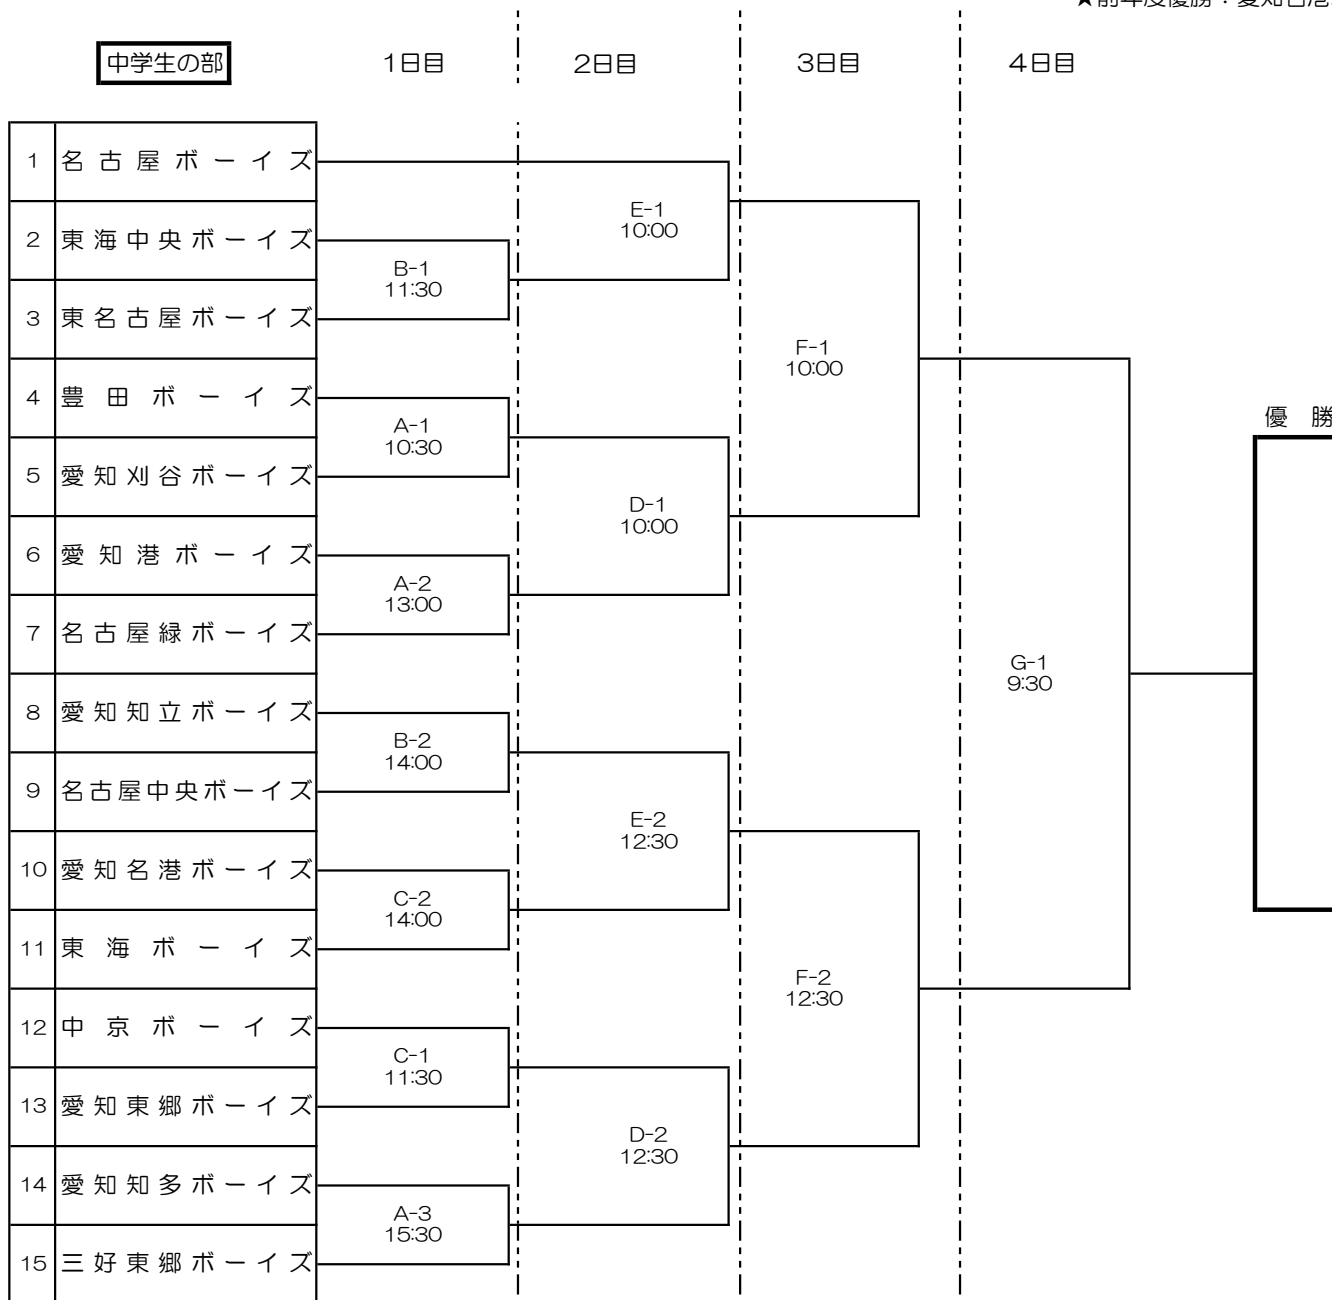 ★前年度優勝：愛知名港
中学生の部 1日目 2日目 3日目 4日目
1 名古屋ボーイズ
E-1
10:00
2 東海中央ボーイズ
B-1
11:30
3 東名古屋ボーイズ
F-1
10:00
4 豊田ボーイズ
A-1
10:30
優 勝
5 愛知刈谷ボーイズ
D-1
10:00
6 愛知港ボーイズ
A-2
13:00
7 名古屋緑ボーイズ
G-1
9:30
8 愛知知立ボーイズ
B-2
14:00
9 名古屋中央ボーイズ
E-2
12:30
10 愛知名港ボーイズ
C-2
14:00
11 東海ボーイズ
F-2
12:30
12 中京ボーイズ
C-1
11:30
13 愛知東郷ボーイズ
D-2
12:30
14 愛知知多ボーイズ
A-3
15:30
15 三好東郷ボーイズ